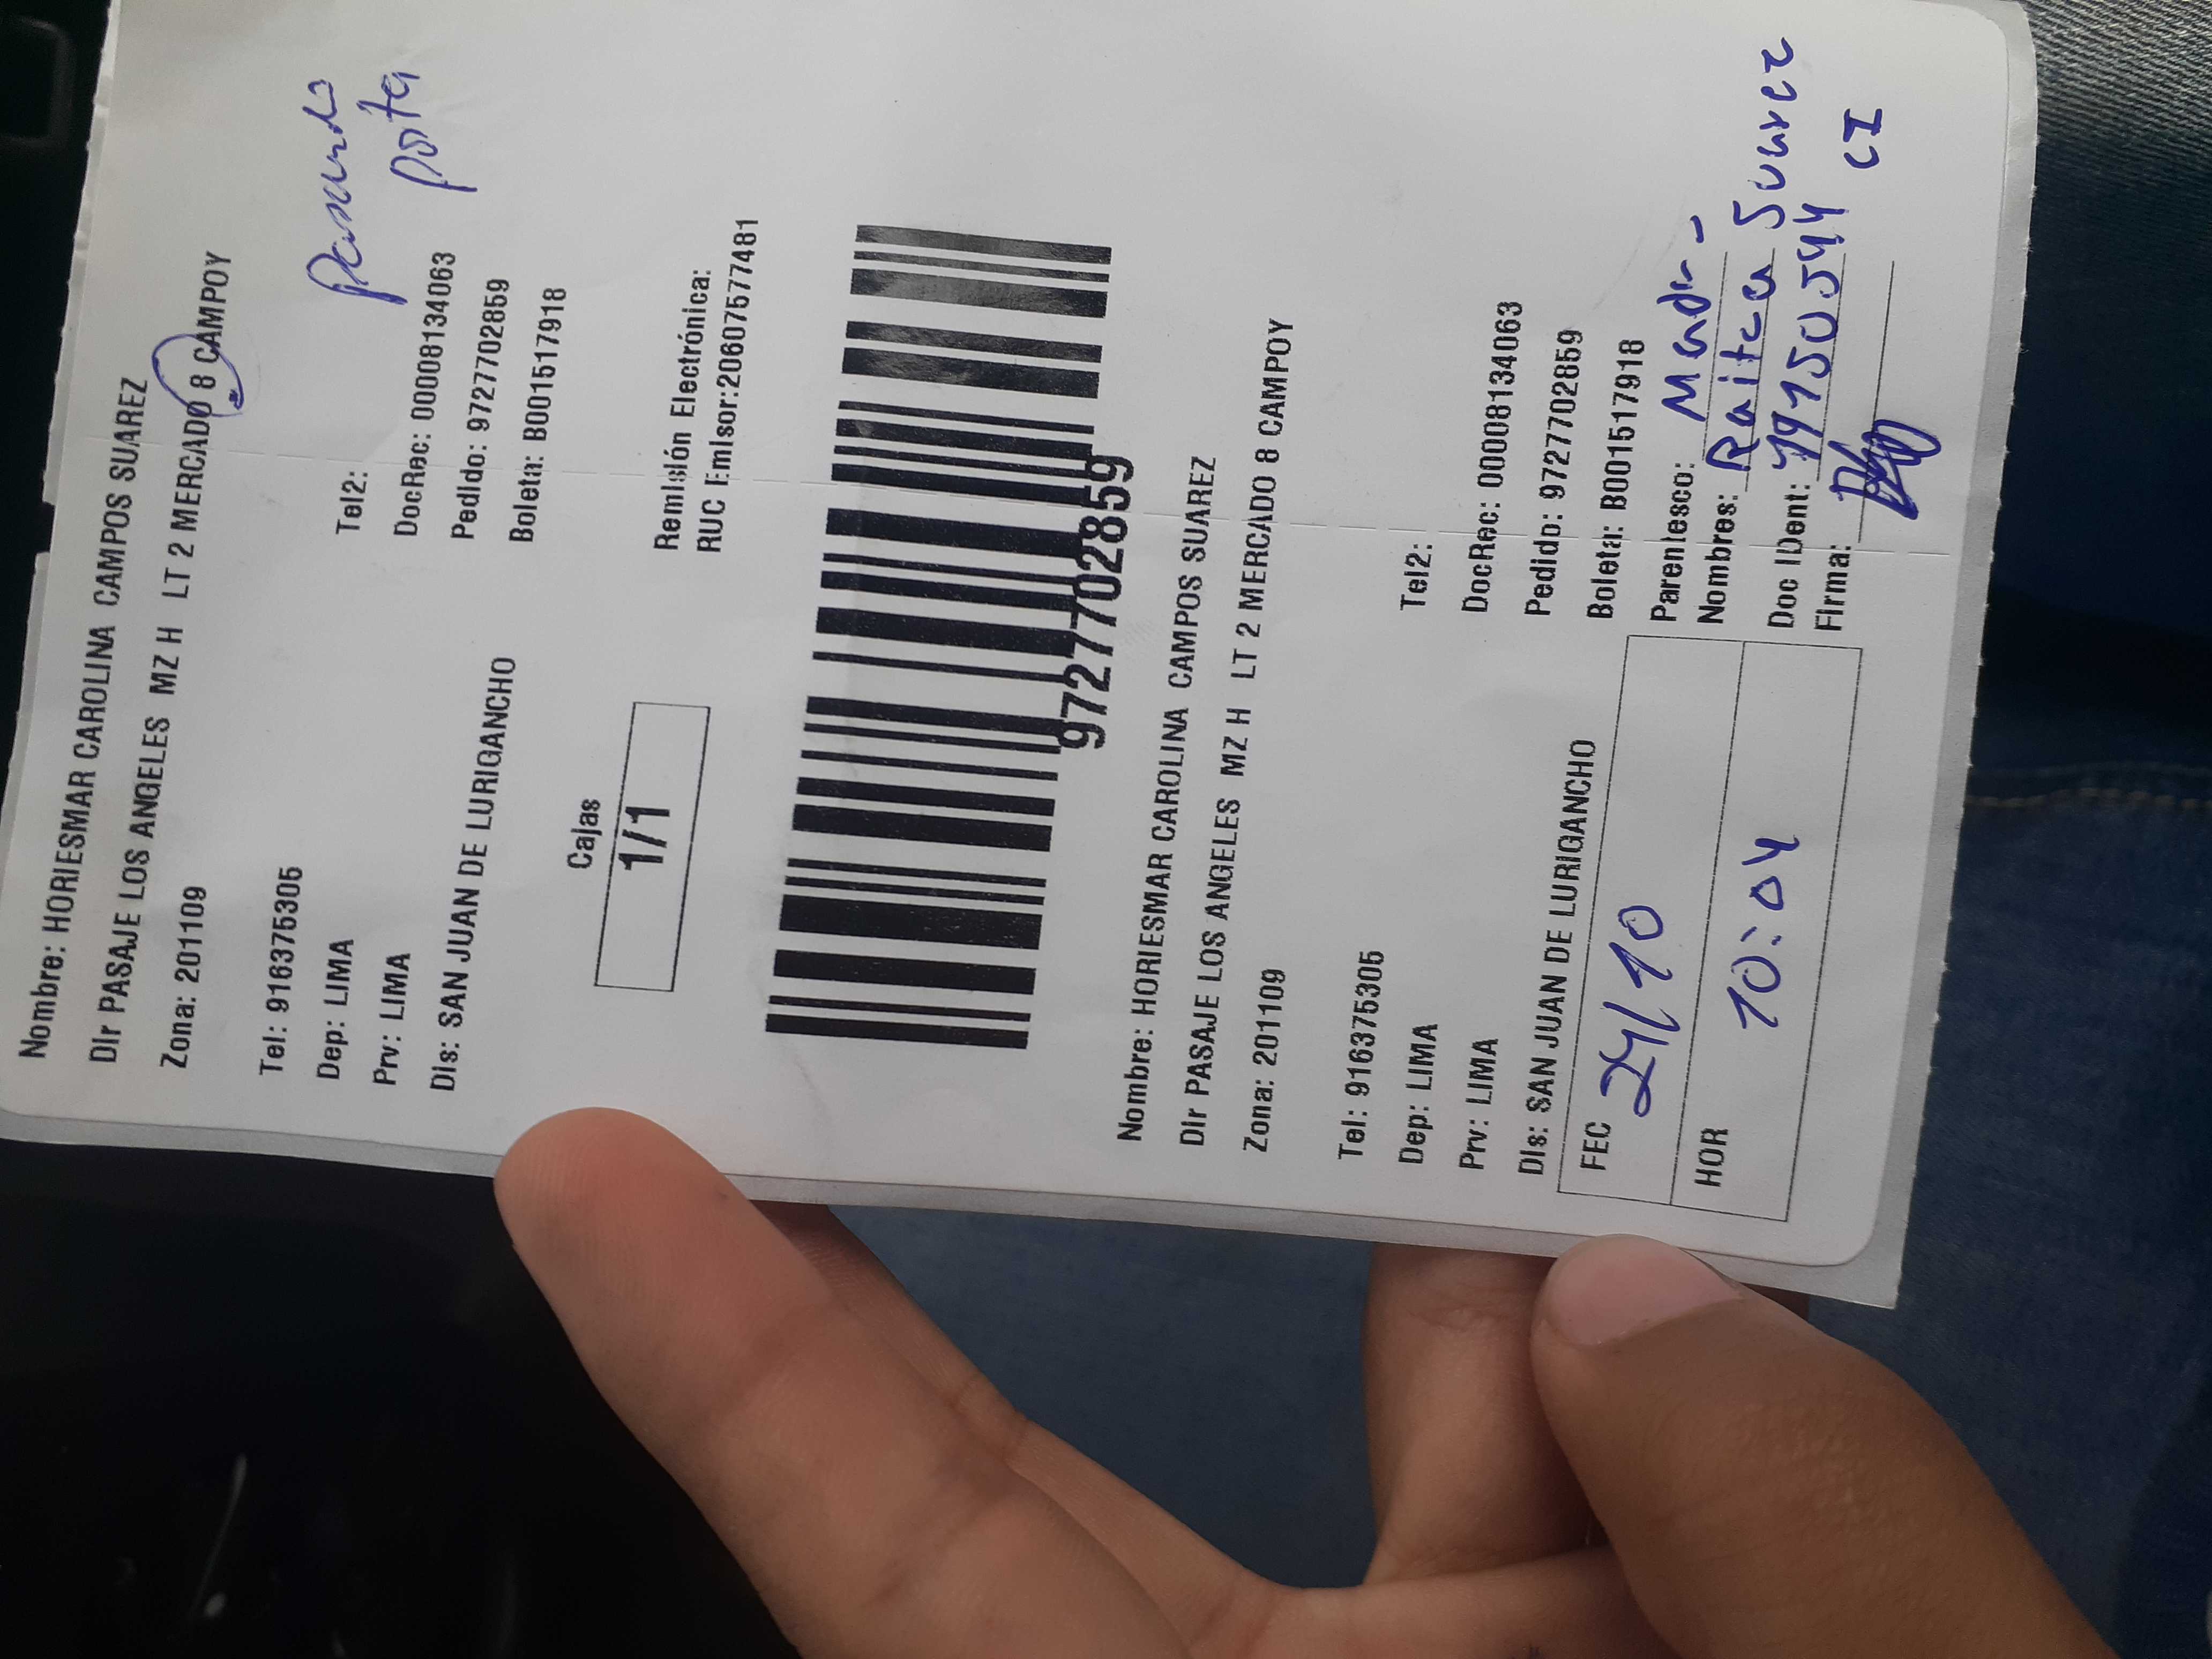 Nombre: HORIESMAR CAROLINA CAMPOS SUAREZ
Dir PASAJE LOS ANGELES MZ H LT 2 MERCADO 8 CAMPOY
Zona: 201109
pasando
posta
Tel: 916375305 Tel2:
Dep: LIMA DocRec: 00008134063
Prv: LIMA Pedido: 9727702859
Dis: SAN JUAN DE LURIGANCHO Boleta: B001517918
Cajas
1/1
Remisión Electrónica:
RUC Emisor:20607577481
9727702859
Nombre: HORIESMAR CAROLINA CAMPOS SUAREZ
Dir PASAJE LOS ANGELES MZ H LT 2 MERCADO 8 CAMPOY
Zona: 201109
Tel: 916375305 Tel2:
Dep: LIMA DocRec: 00008134063
Prv: LIMA Pedido: 9727702859
Dis: SAN JUAN DE LURIGANCHO Boleta: B001517918
FEC 24/10
HOR 10:04
Parentesco: Madre
Nombres: Raitca Suarez
Doc IDent: CI
Firma: